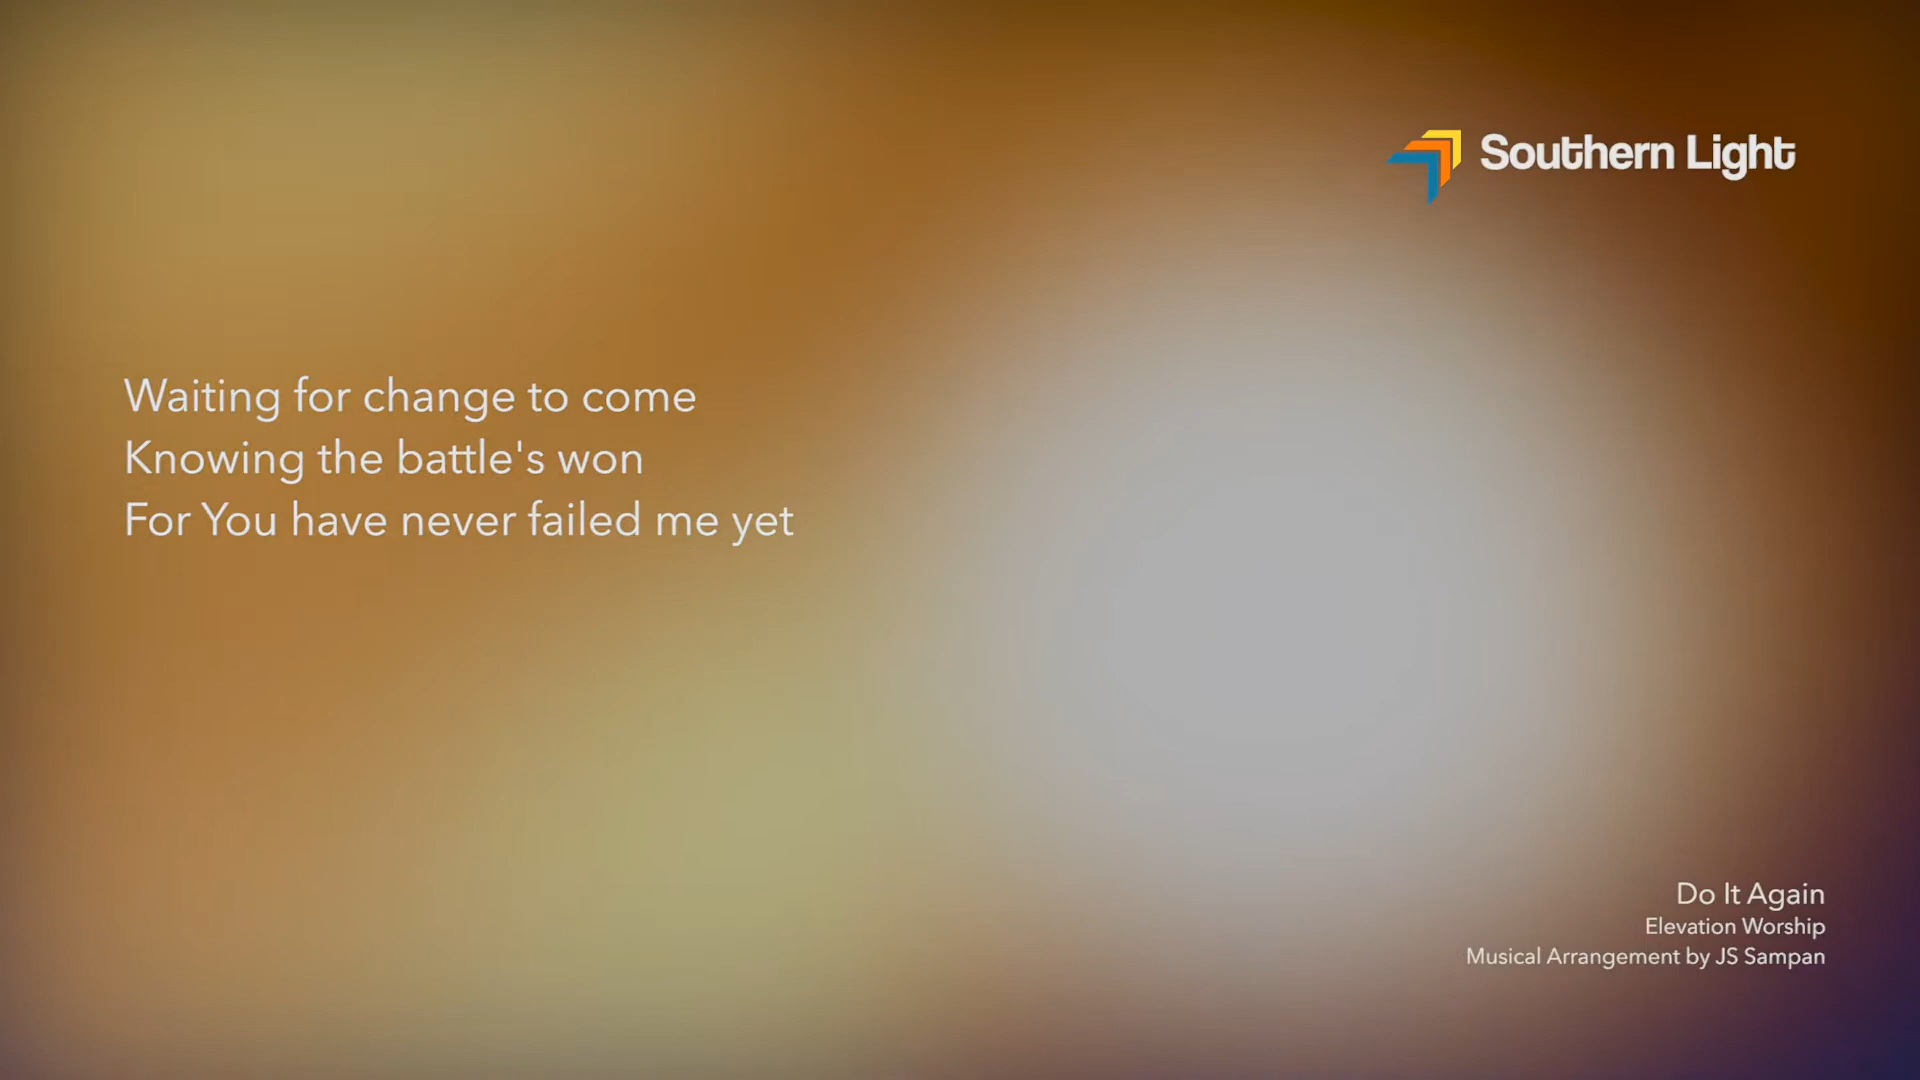 Southern Light
Waiting for change to come
Knowing the battle's won
For You have never failed me yet
Do It Again
Elevation Worship
Musical Arrangement by JS Sampan